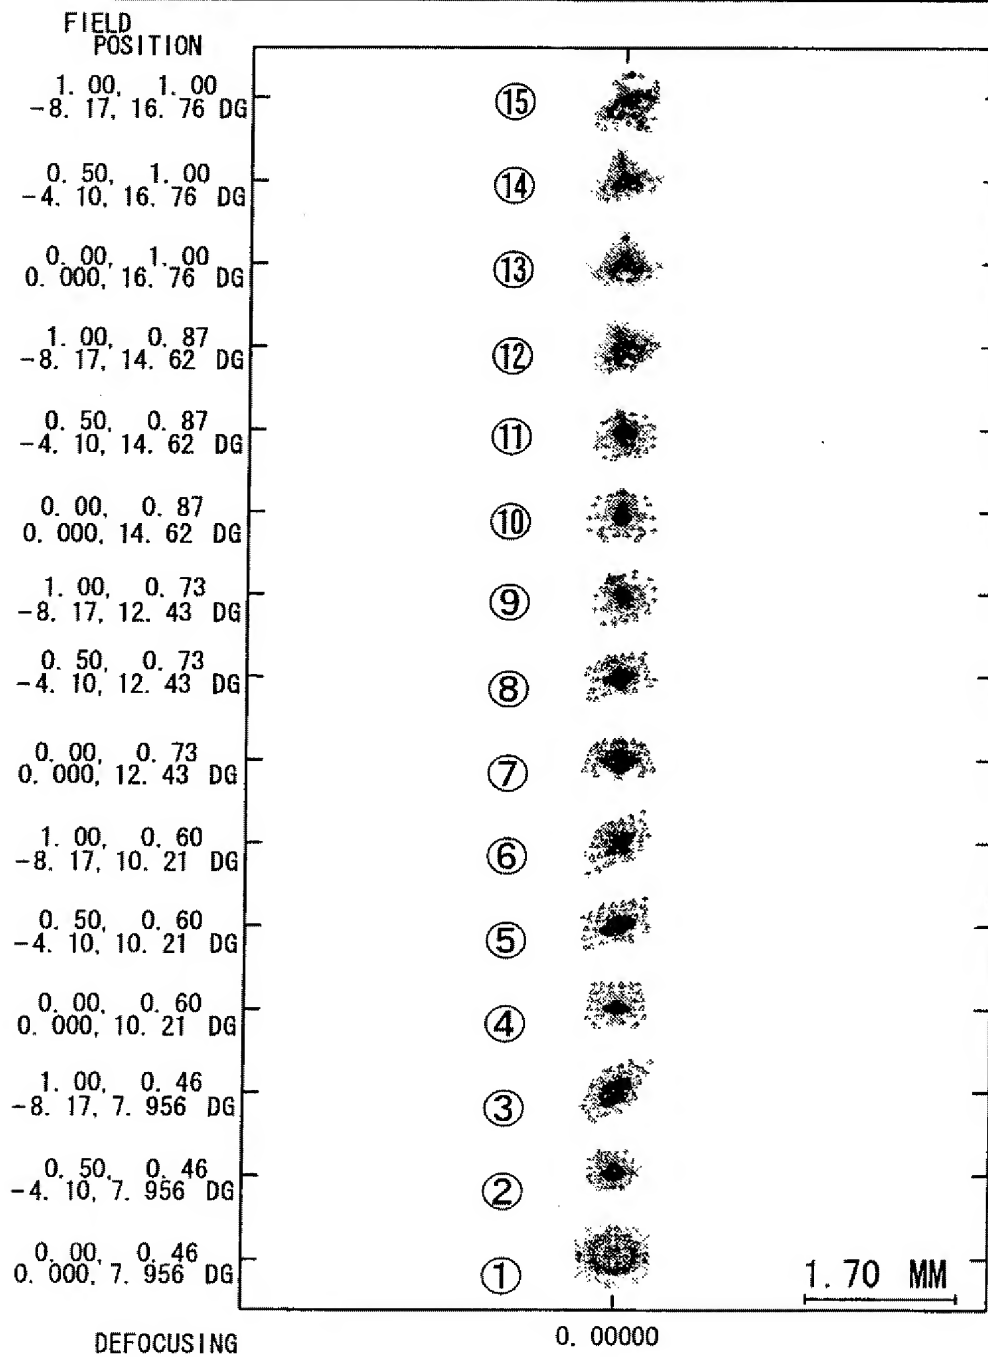 FIELD
POSITION
1. 00, 1. 00
-8. 17, 16. 76 DG
⑮
0. 50, 1. 00
-4. 10, 16. 76 DG
⑭
0. 00, 1. 00
0. 000, 16. 76 DG
⑬
1. 00, 0. 87
-8. 17, 14. 62 DG
⑫
0. 50, 0. 87
-4. 10, 14. 62 DG
⑪
0. 00, 0. 87
0. 000, 14. 62 DG
⑩
1. 00, 0. 73
-8. 17, 12. 43 DG
⑨
0. 50, 0. 73
-4. 10, 12. 43 DG
⑧
0. 00, 0. 73
0. 000, 12. 43 DG
⑦
1. 00, 0. 60
-8. 17, 10. 21 DG
⑥
0. 50, 0. 60
-4. 10, 10. 21 DG
⑤
0. 00, 0. 60
0. 000, 10. 21 DG
④
1. 00, 0. 46
-8. 17, 7. 956 DG
③
0. 50, 0. 46
-4. 10, 7. 956 DG
②
0. 00, 0. 46
0. 000, 7. 956 DG
①
1. 70 MM
DEFOCUSING
0. 00000